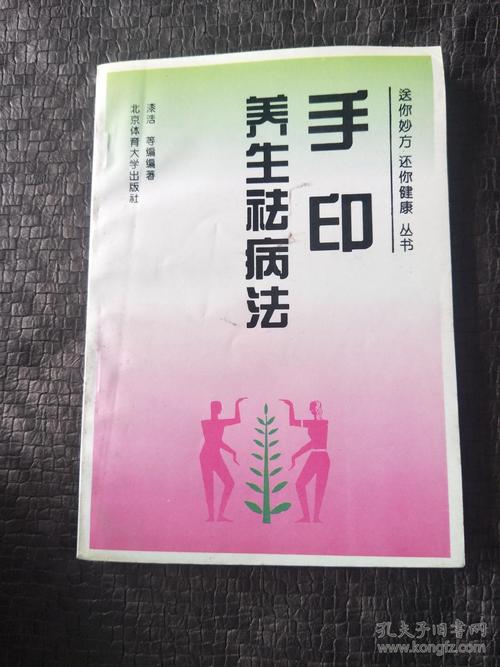 送你妙方 还你健康 丛书
手印
养生祛病法
漆浩 等编编著
北京体育大学出版社
孔夫子旧书网
www.kongfz.com